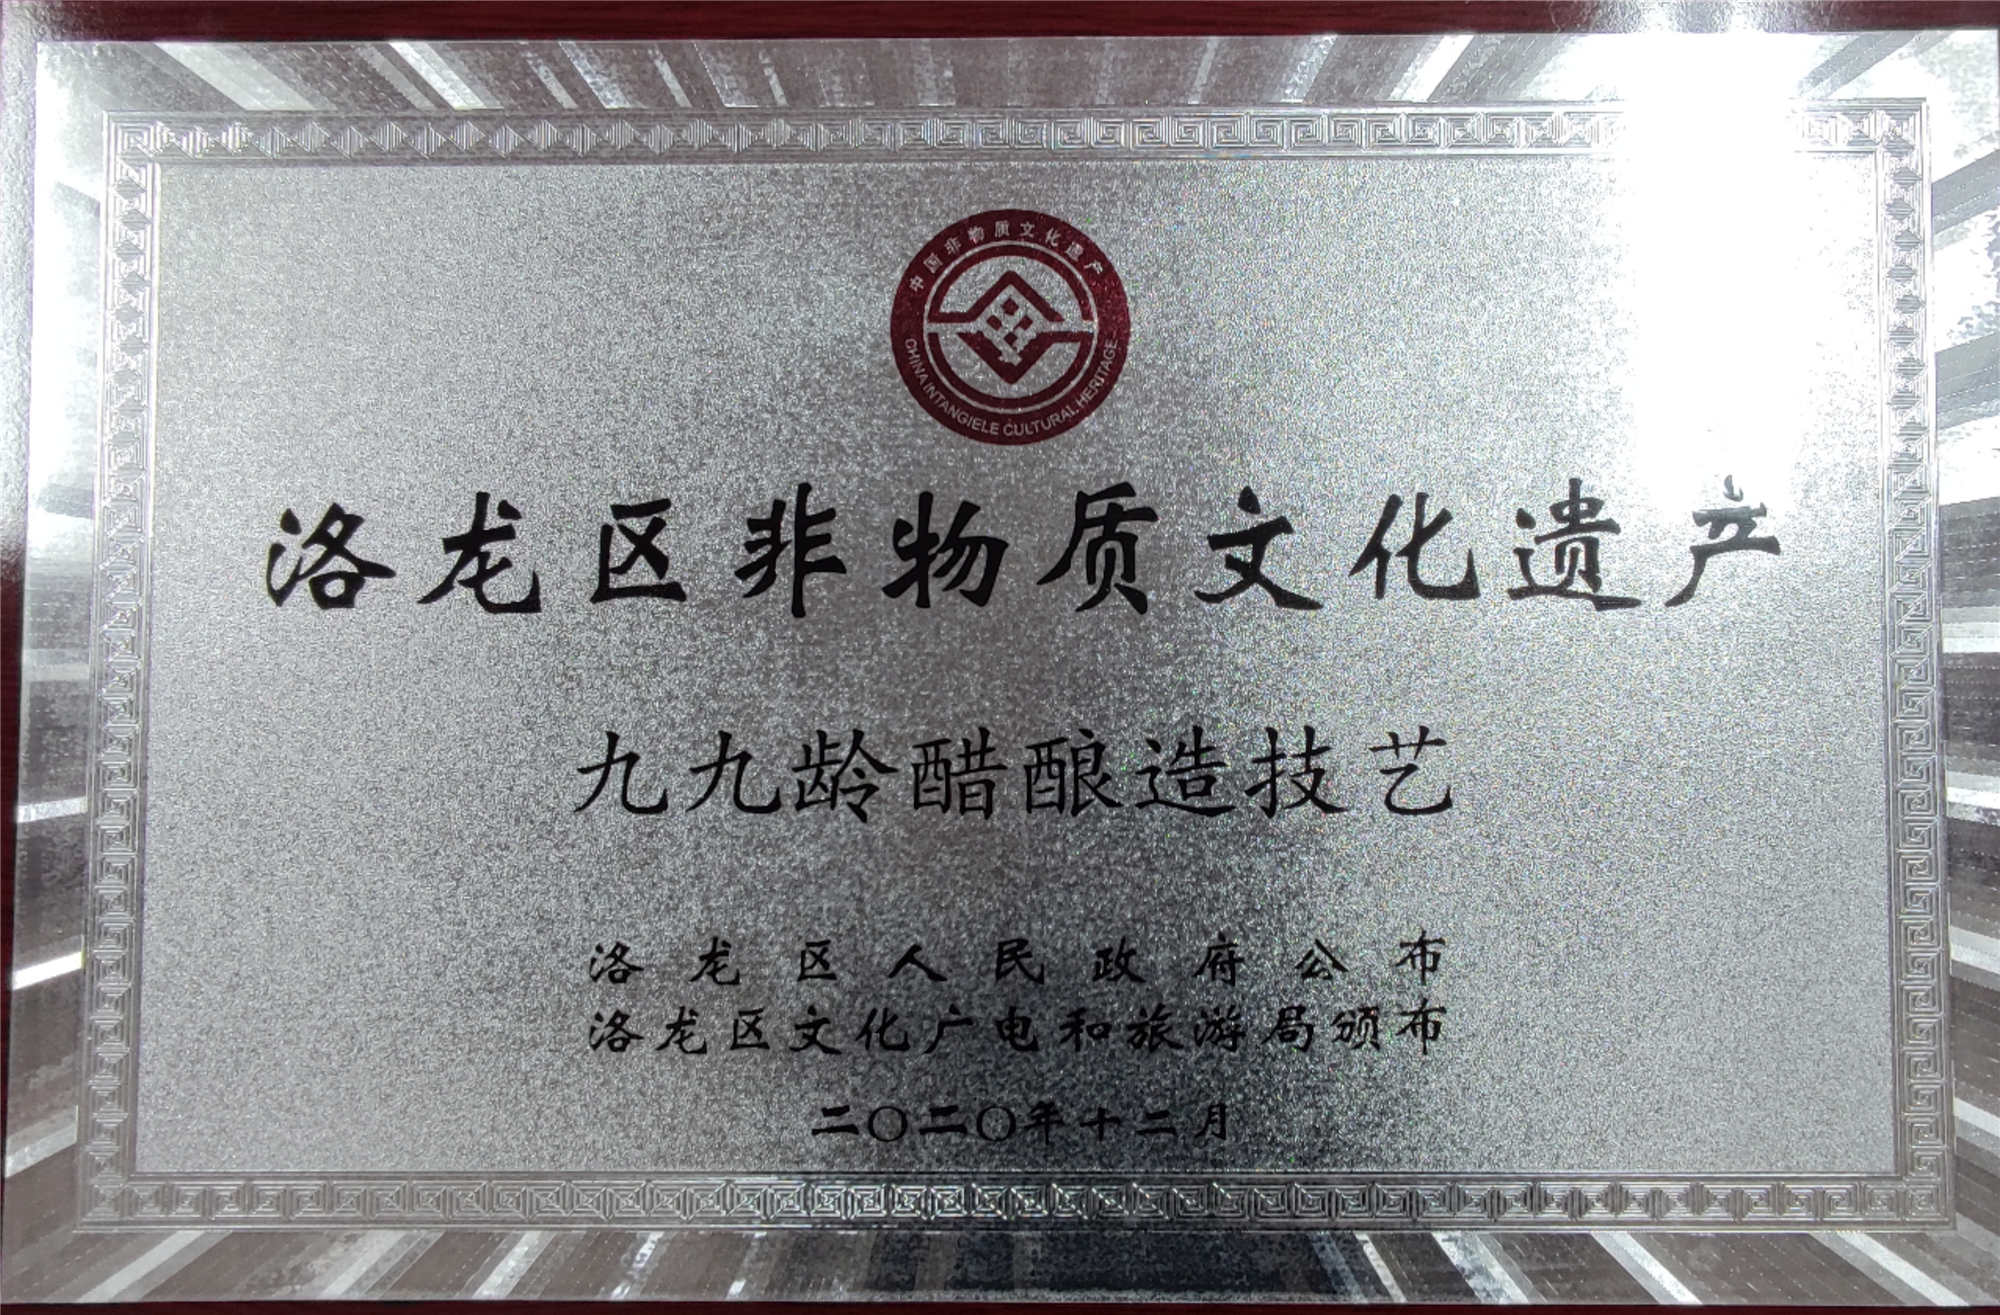 中国非物质文化遗产
CHINA INTANGIELE CULTURAL HERITAGE
洛龙区非物质文化遗产
九九龄醋酿造技艺
洛龙区人民政府公布
洛龙区文化广电和旅游局颁布
二〇二〇年十二月